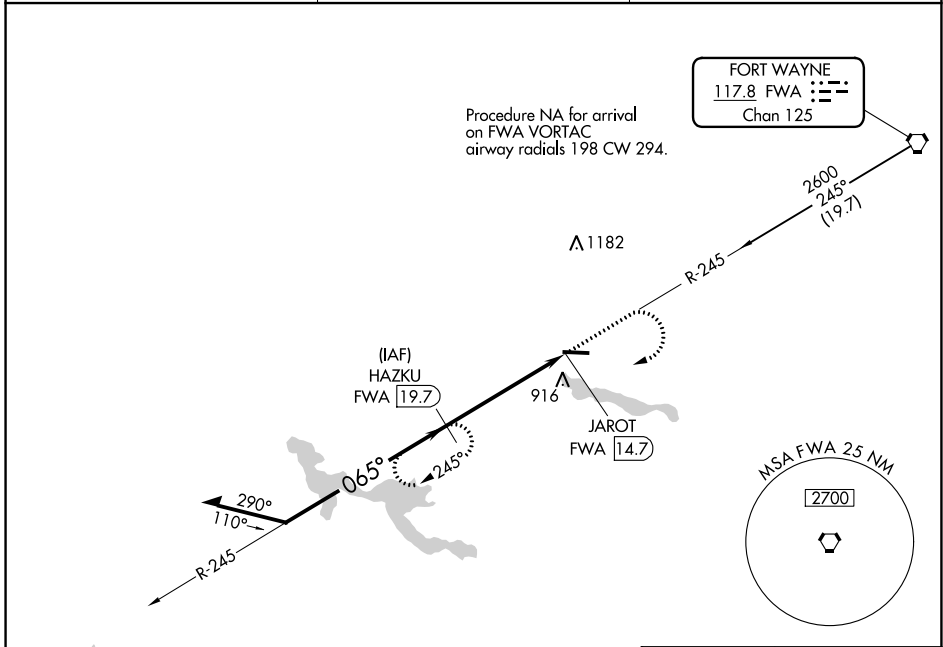 FORT WAYNE
117.8 FWA
Chan 125
Procedure NA for arrival
on FWA VORTAC
airway radials 198 CW 294.
2600
245°
(19.7)
1182
R-245
(IAF)
HAZKU
FWA 19.7
916
JAROT
FWA 14.7
245°
065°
290°
110°
R-245
MSA FWA 25 NM
2700